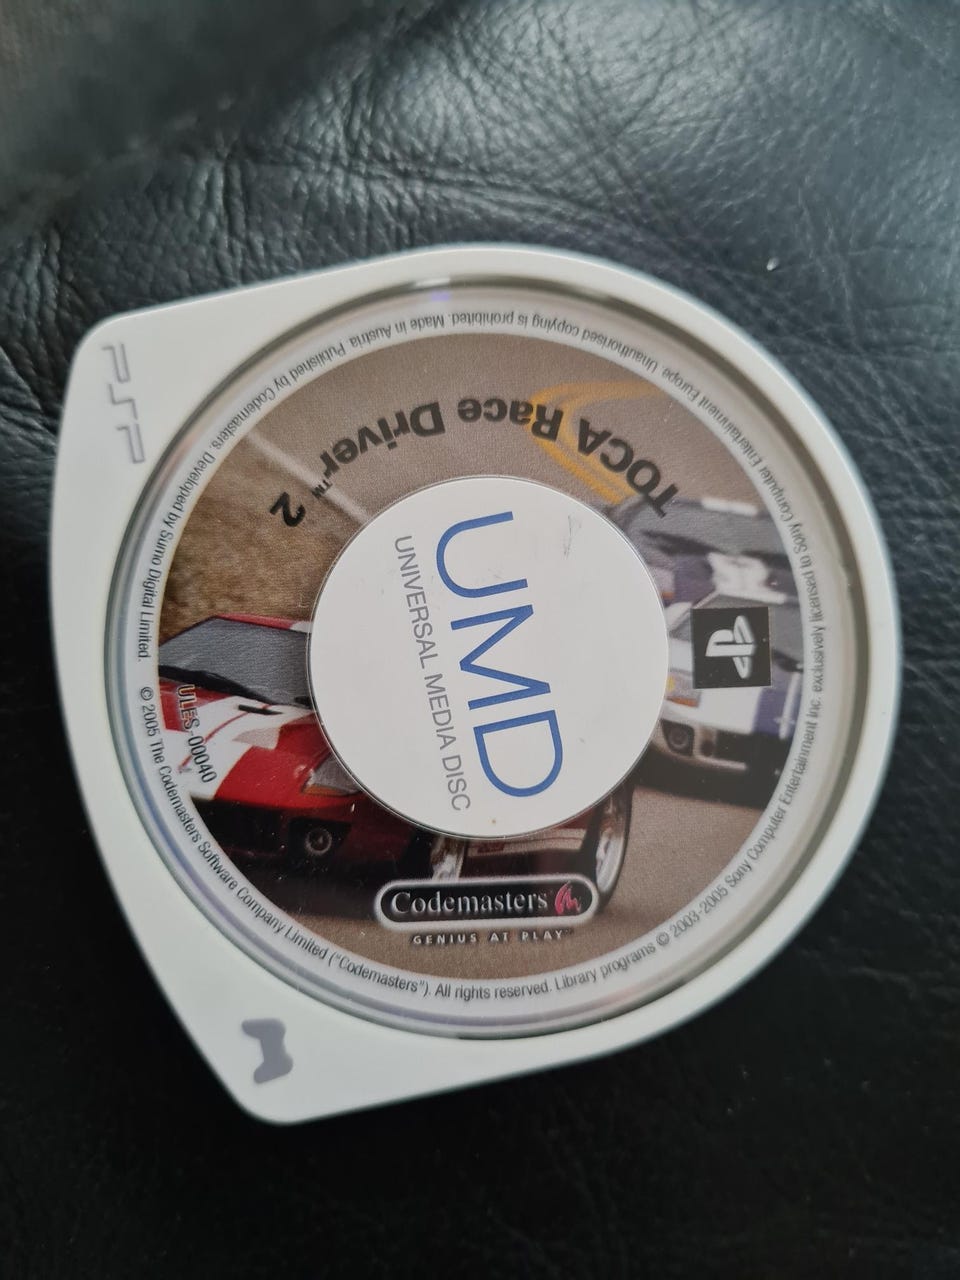 PSP
TOCA Race Driver™ 2
UMD
UNIVERSAL MEDIA DISC
ULES-00040
Codemasters
GENIUS AT PLAY™
Library programs © 2003-2005 Sony Computer Entertainment Inc. exclusively licensed to Sony Computer Entertainment Europe. Unauthorised copying is prohibited. Made in Austria. Published by Codemasters. Developed by Sumo Digital Limited.
© 2005 The Codemasters Software Company Limited ("Codemasters"). All rights reserved.